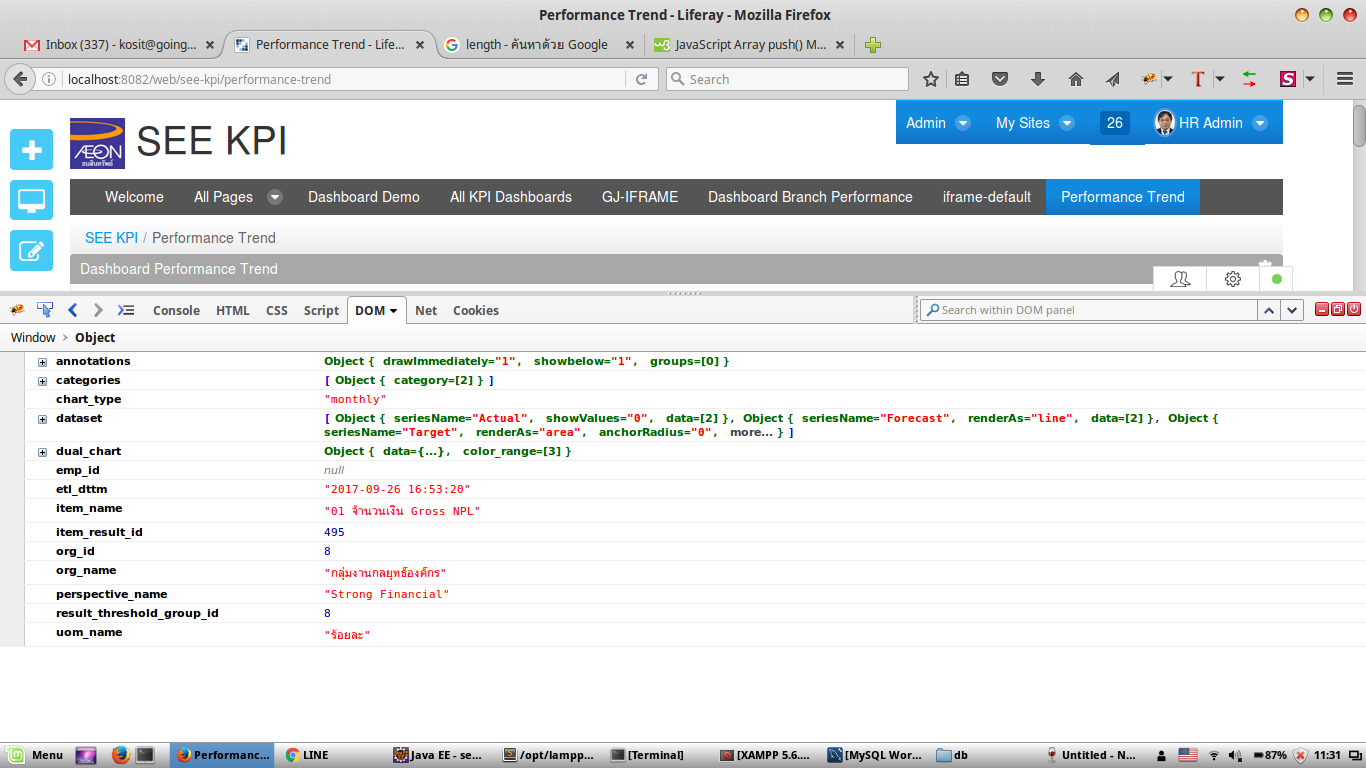 Performance Trend - Liferay - Mozilla Firefox
Inbox (337) - kosit@going... Performance Trend - Life... length - ค้นหาด้วย Google JavaScript Array push() M...
localhost:8082/web/see-kpi/performance-trend Search
ÆON
ธนสินทรัพย์
SEE KPI
Admin My Sites 26 HR Admin
Welcome All Pages Dashboard Demo All KPI Dashboards GJ-IFRAME Dashboard Branch Performance iframe-default Performance Trend
SEE KPI / Performance Trend
Dashboard Performance Trend
Console HTML CSS Script DOM Net Cookies Search within DOM panel
Window > Object
annotations Object { drawImmediately="1", showbelow="1", groups=[0] }
categories [ Object { category=[2] } ]
chart_type "monthly"
dataset [ Object { seriesName="Actual", showValues="0", data=[2] }, Object { seriesName="Forecast", renderAs="line", data=[2] }, Object {
seriesName="Target", renderAs="area", anchorRadius="0", more... } ]
dual_chart Object { data={...}, color_range=[3] }
emp_id null
etl_dttm "2017-09-26 16:53:20"
item_name "01 จำนวนเงิน Gross NPL"
item_result_id 495
org_id 8
org_name "กลุ่มงานกลยุทธ์องค์กร"
perspective_name "Strong Financial"
result_threshold_group_id 8
uom_name "ร้อยละ"
Menu Performanc... LINE Java EE - se... /opt/lampp... [Terminal] [XAMPP 5.6.... [MySQL Wor... db Untitled - N... 87% 11:31